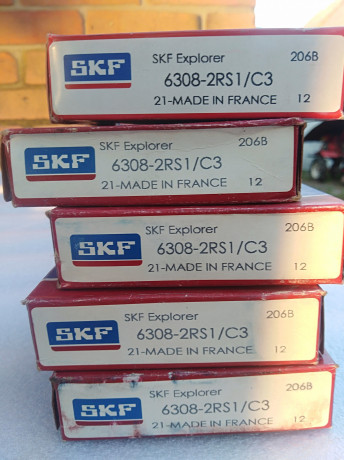 SKF
SKF Explorer 206B
6308-2RS1/C3
21-MADE IN FRANCE 12
SKF
SKF Explorer 206B
6308-2RS1/C3
21-MADE IN FRANCE 12
SKF
SKF Explorer 206B
6308-2RS1/C3
21-MADE IN FRANCE 12
SKF
SKF Explorer 206B
6308-2RS1/C3
21-MADE IN FRANCE 12
SKF
SKF Explorer 206B
6308-2RS1/C3
21-MADE IN FRANCE 12